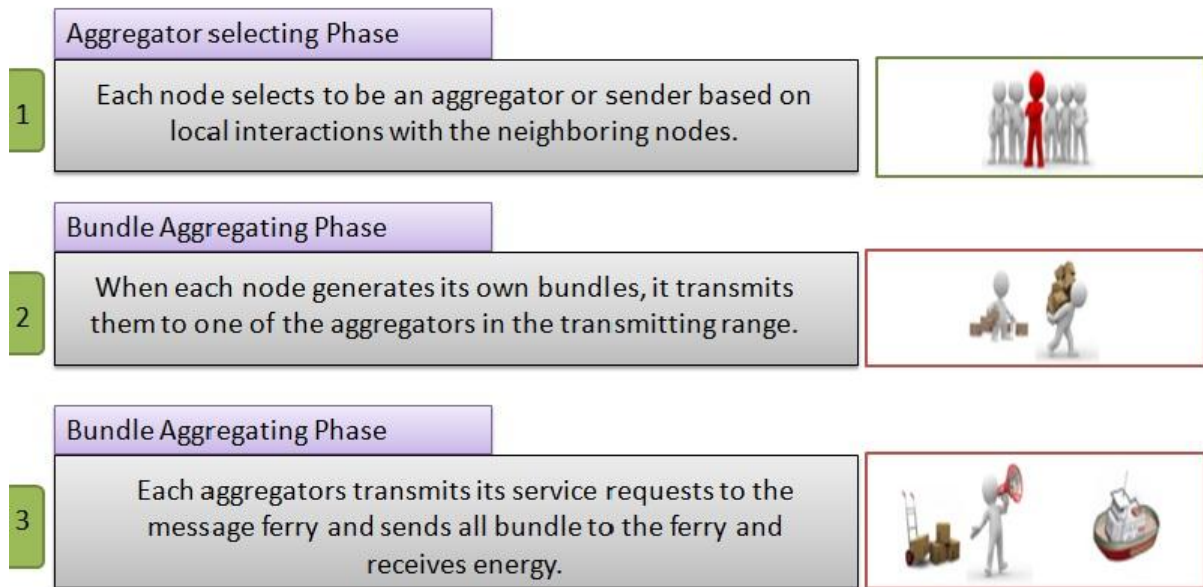 Aggregator selecting Phase
1
Each node selects to be an aggregator or sender based on
local interactions with the neighboring nodes.
Bundle Aggregating Phase
2
When each node generates its own bundles, it transmits
them to one of the aggregators in the transmitting range.
Bundle Aggregating Phase
3
Each aggregators transmits its service requests to the
message ferry and sends all bundle to the ferry and
receives energy.